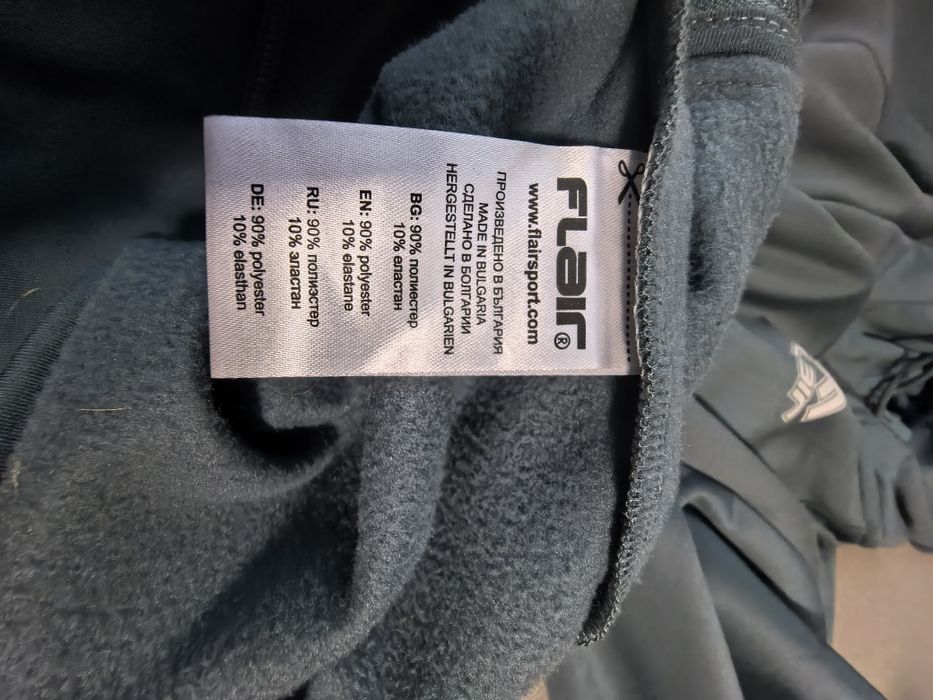 FLaIR®
www.flairsport.com
ПРОИЗВЕДЕНО В БЪЛГАРИЯ
MADE IN BULGARIA
СДЕЛАНО В БОЛГАРИИ
HERGESTELLT IN BULGARIEN
BG: 90% полиестер
10% еластан
EN: 90% polyester
10% elastane
RU: 90% полиэстер
10% эластан
DE: 90% polyester
10% elasthan